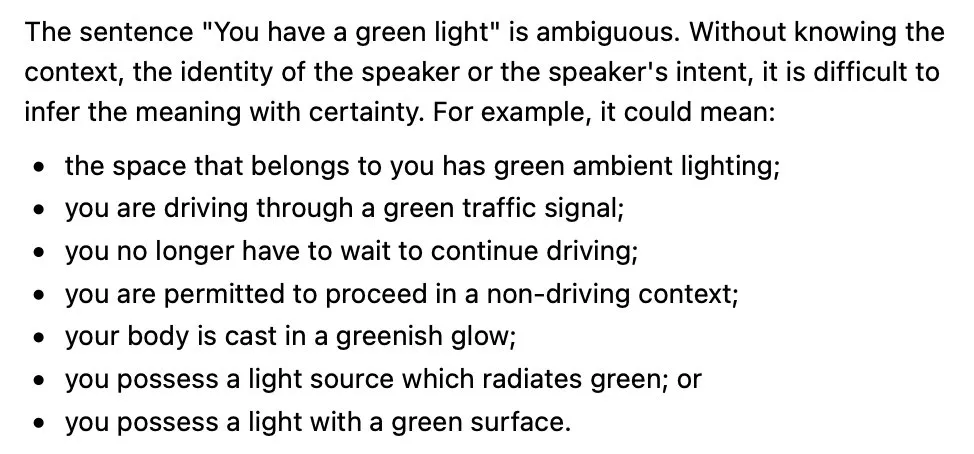 The sentence "You have a green light" is ambiguous. Without knowing the
context, the identity of the speaker or the speaker's intent, it is difficult to
infer the meaning with certainty. For example, it could mean:
• the space that belongs to you has green ambient lighting;
• you are driving through a green traffic signal;
• you no longer have to wait to continue driving;
• you are permitted to proceed in a non-driving context;
• your body is cast in a greenish glow;
• you possess a light source which radiates green; or
• you possess a light with a green surface.